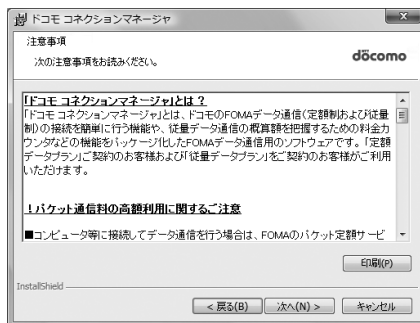 ドコモ コネクションマネージャ
注意事項
次の注意事項をお読みください。
döcomo
「ドコモ コネクションマネージャ」とは？
「ドコモ コネクションマネージャ」とは、ドコモのFOMAデータ通信（定額制および従量
制）の接続を簡単に行う機能や、従量データ通信の概算額を把握するための料金カ
ウンタなどの機能をパッケージ化したFOMAデータ通信用のソフトウェアです。「定額
データプラン」ご契約のお客様および「従量データプラン」をご契約のお客様がご利用
いただけます。
！パケット通信料の高額利用に関するご注意
■コンピュータ等に接続してデータ通信を行う場合は、FOMAのパケット定額サービ
印刷(P)
InstallShield
< 戻る(B)
次へ(N) >
キャンセル